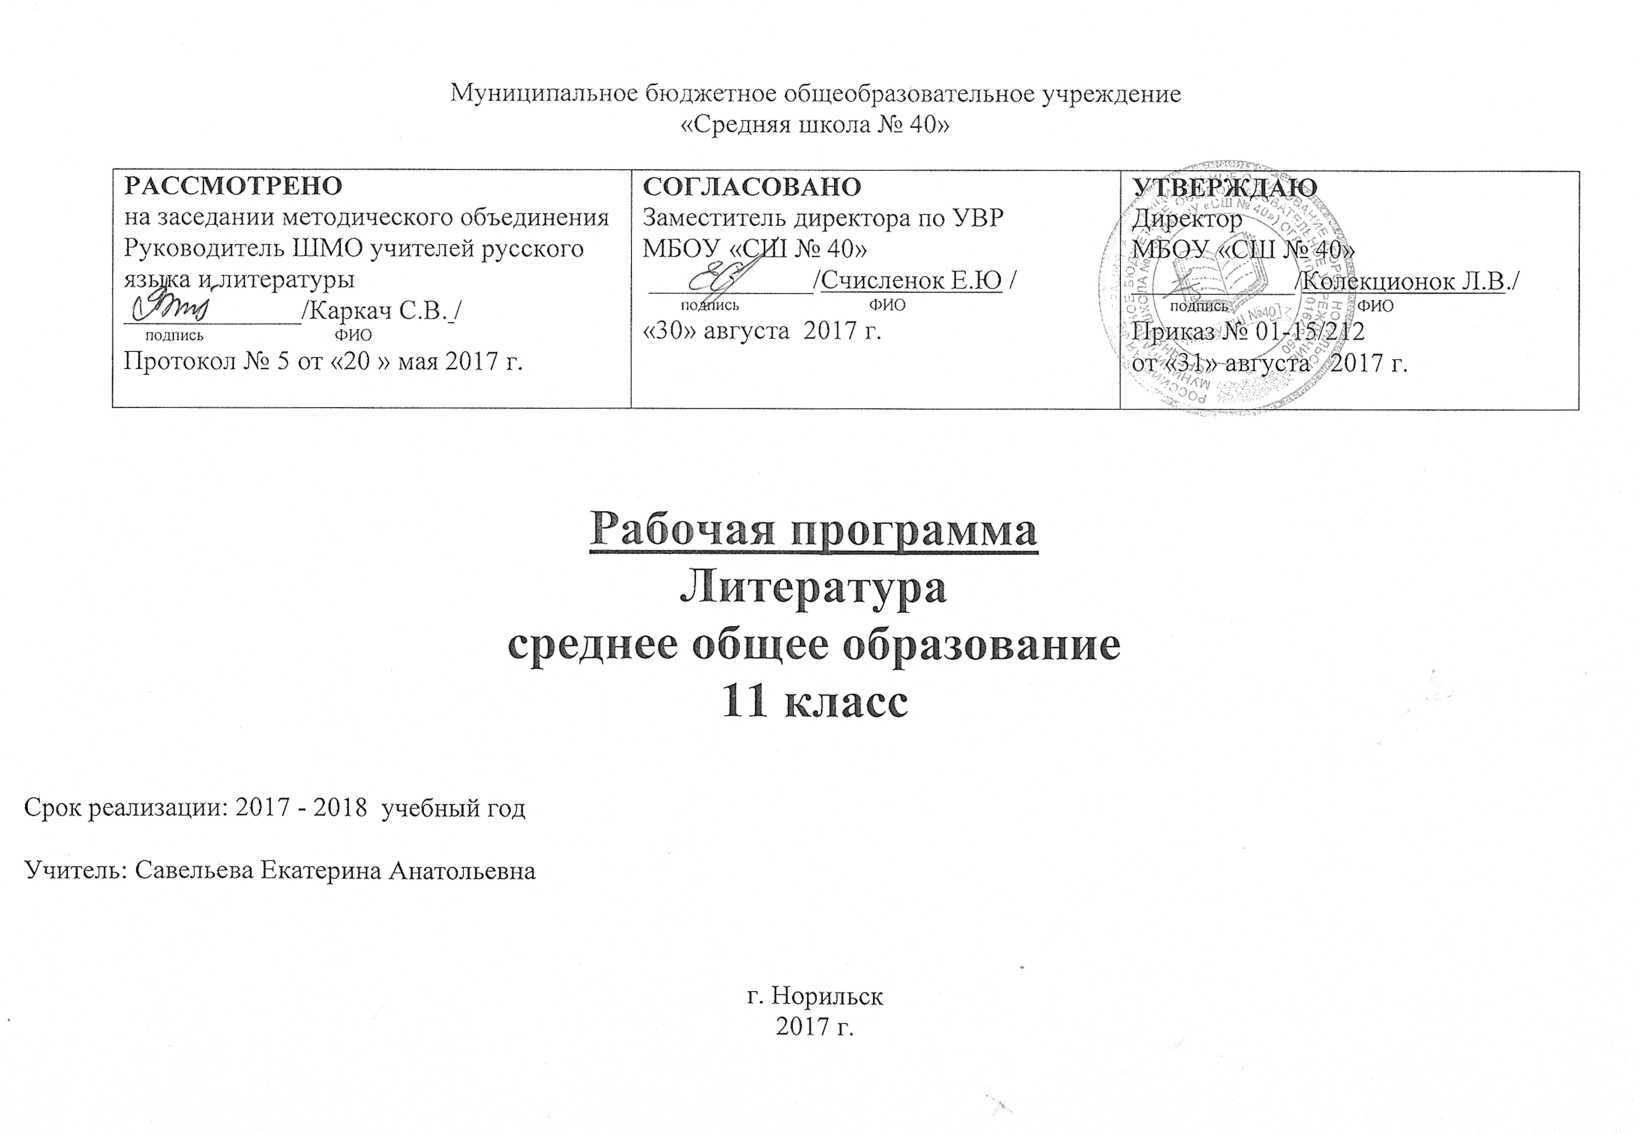 Муниципальное бюджетное общеобразовательное учреждение
«Средняя школа № 40»
РАССМОТРЕНО
на заседании методического объединения
Руководитель ШМО учителей русского
языка и литературы
/Каркач С.В._/
подпись ФИО
Протокол № 5 от «20 » мая 2017 г.
СОГЛАСОВАНО
Заместитель директора по УВР
МБОУ «СШ № 40»
/Счисленок Е.Ю /
подпись ФИО
«30» августа 2017 г.
УТВЕРЖДАЮ
Директор
МБОУ «СШ № 40»
/Колекционок Л.В./
подпись ФИО
Приказ № 01-15/212
от «31» августа 2017 г.
Рабочая программа
Литература
среднее общее образование
11 класс
Срок реализации: 2017 - 2018 учебный год
Учитель: Савельева Екатерина Анатольевна
г. Норильск
2017 г.